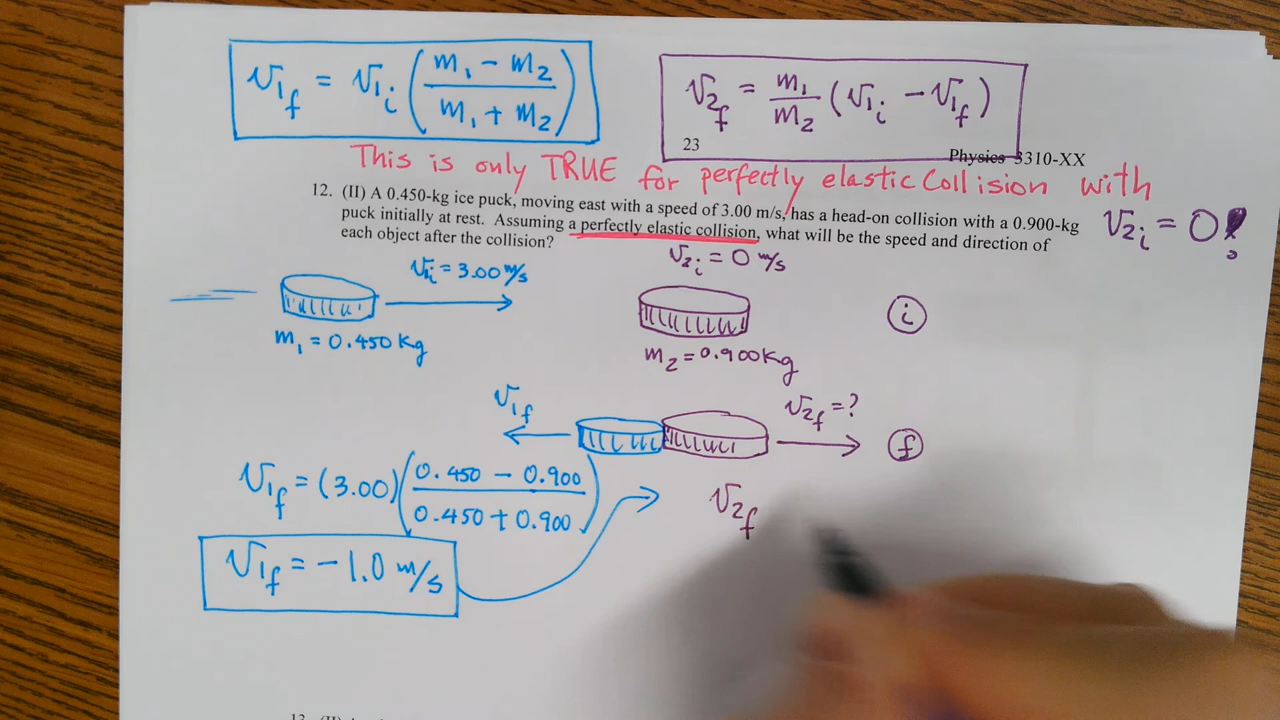 v1f = v1i (m1 - m2 / m1 + m2)
v2f = m1/m2 (v1i - v1f)
23
Physics 3310-XX
This is only TRUE for perfectly elastic Collision with
v2i = 0!
12. (II) A 0.450-kg ice puck, moving east with a speed of 3.00 m/s, has a head-on collision with a 0.900-kg
puck initially at rest. Assuming a perfectly elastic collision, what will be the speed and direction of
each object after the collision?
v1i = 3.00 m/s
v2i = 0 m/s
i
m1 = 0.450 kg
m2 = 0.900 kg
v1f
v2f = ?
f
v1f = (3.00) (0.450 - 0.900 / 0.450 + 0.900)
v2f
v1f = -1.0 m/s